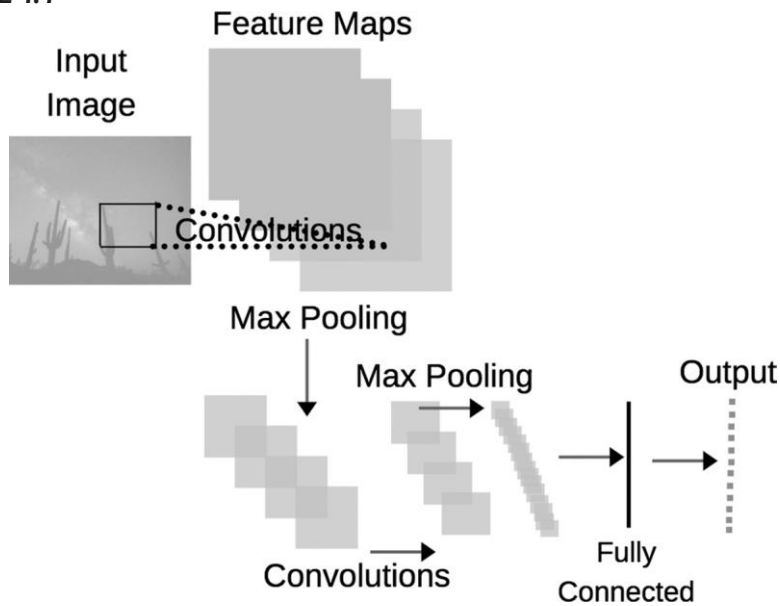 Feature Maps
Input
Image
Convolutions
Max Pooling
Max Pooling
Output
Convolutions
Fully
Connected